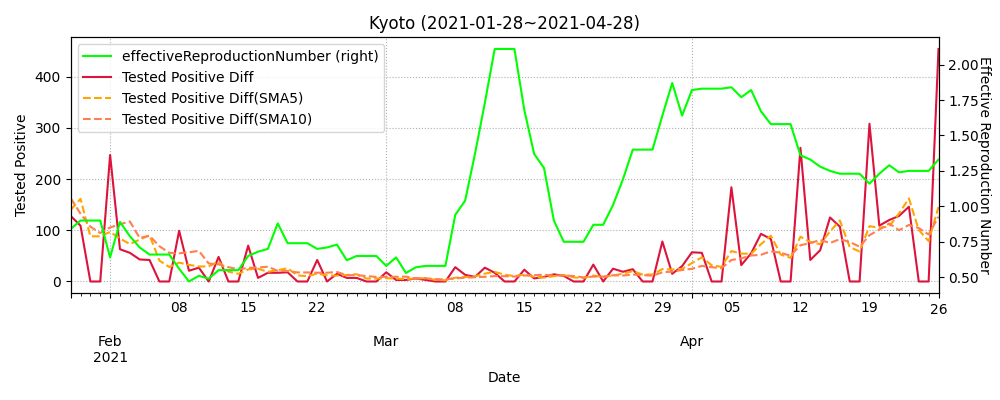 Kyoto (2021-01-28~2021-04-28)
effectiveReproductionNumber (right)
Tested Positive Diff
Tested Positive Diff(SMA5)
Tested Positive Diff(SMA10)
Tested Positive
400
300
200
100
0
2.00
1.75
1.50
1.25
1.00
0.75
0.50
Effective Reproduction Number
08 15 22 08 15 22 29 05 12 19 26
Feb Mar Apr
2021
Date